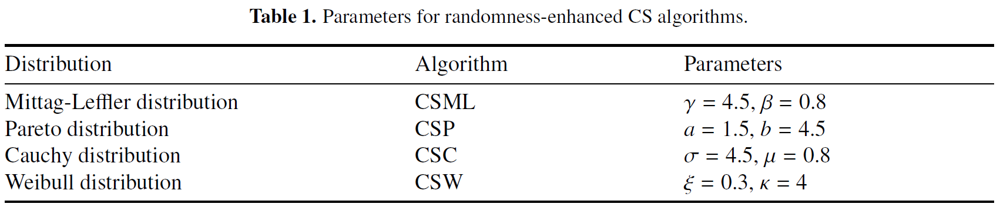 Table 1. Parameters for randomness-enhanced CS algorithms.
Distribution Algorithm Parameters
Mittag-Leffler distribution CSML γ = 4.5, β = 0.8
Pareto distribution CSP a = 1.5, b = 4.5
Cauchy distribution CSC σ = 4.5, μ = 0.8
Weibull distribution CSW ξ = 0.3, κ = 4